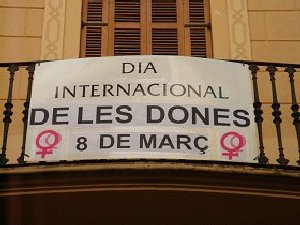 DIA
INTERNACIONAL
DE LES DONES
8 DE MARÇ